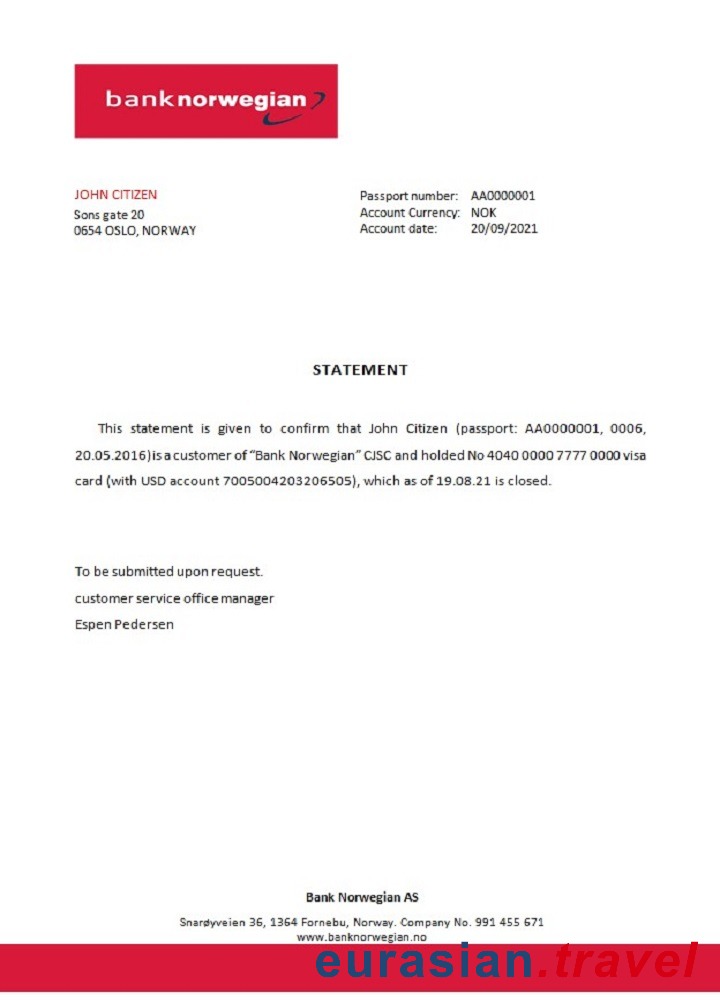 banknorwegian
JOHN CITIZEN
Sons gate 20
0654 OSLO, NORWAY
Passport number: AA0000001
Account Currency: NOK
Account date: 20/09/2021
STATEMENT
This statement is given to confirm that John Citizen (passport: AA0000001, 0006,
20.05.2016)is a customer of “Bank Norwegian” CJSC and holded No 4040 0000 7777 0000 visa
card (with USD account 7005004203206505), which as of 19.08.21 is closed.
To be submitted upon request.
customer service office manager
Espen Pedersen
Bank Norwegian AS
Snarøyveien 36, 1364 Fornebu, Norway. Company No. 991 455 671
www.banknorwegian.no
eurasian.travel